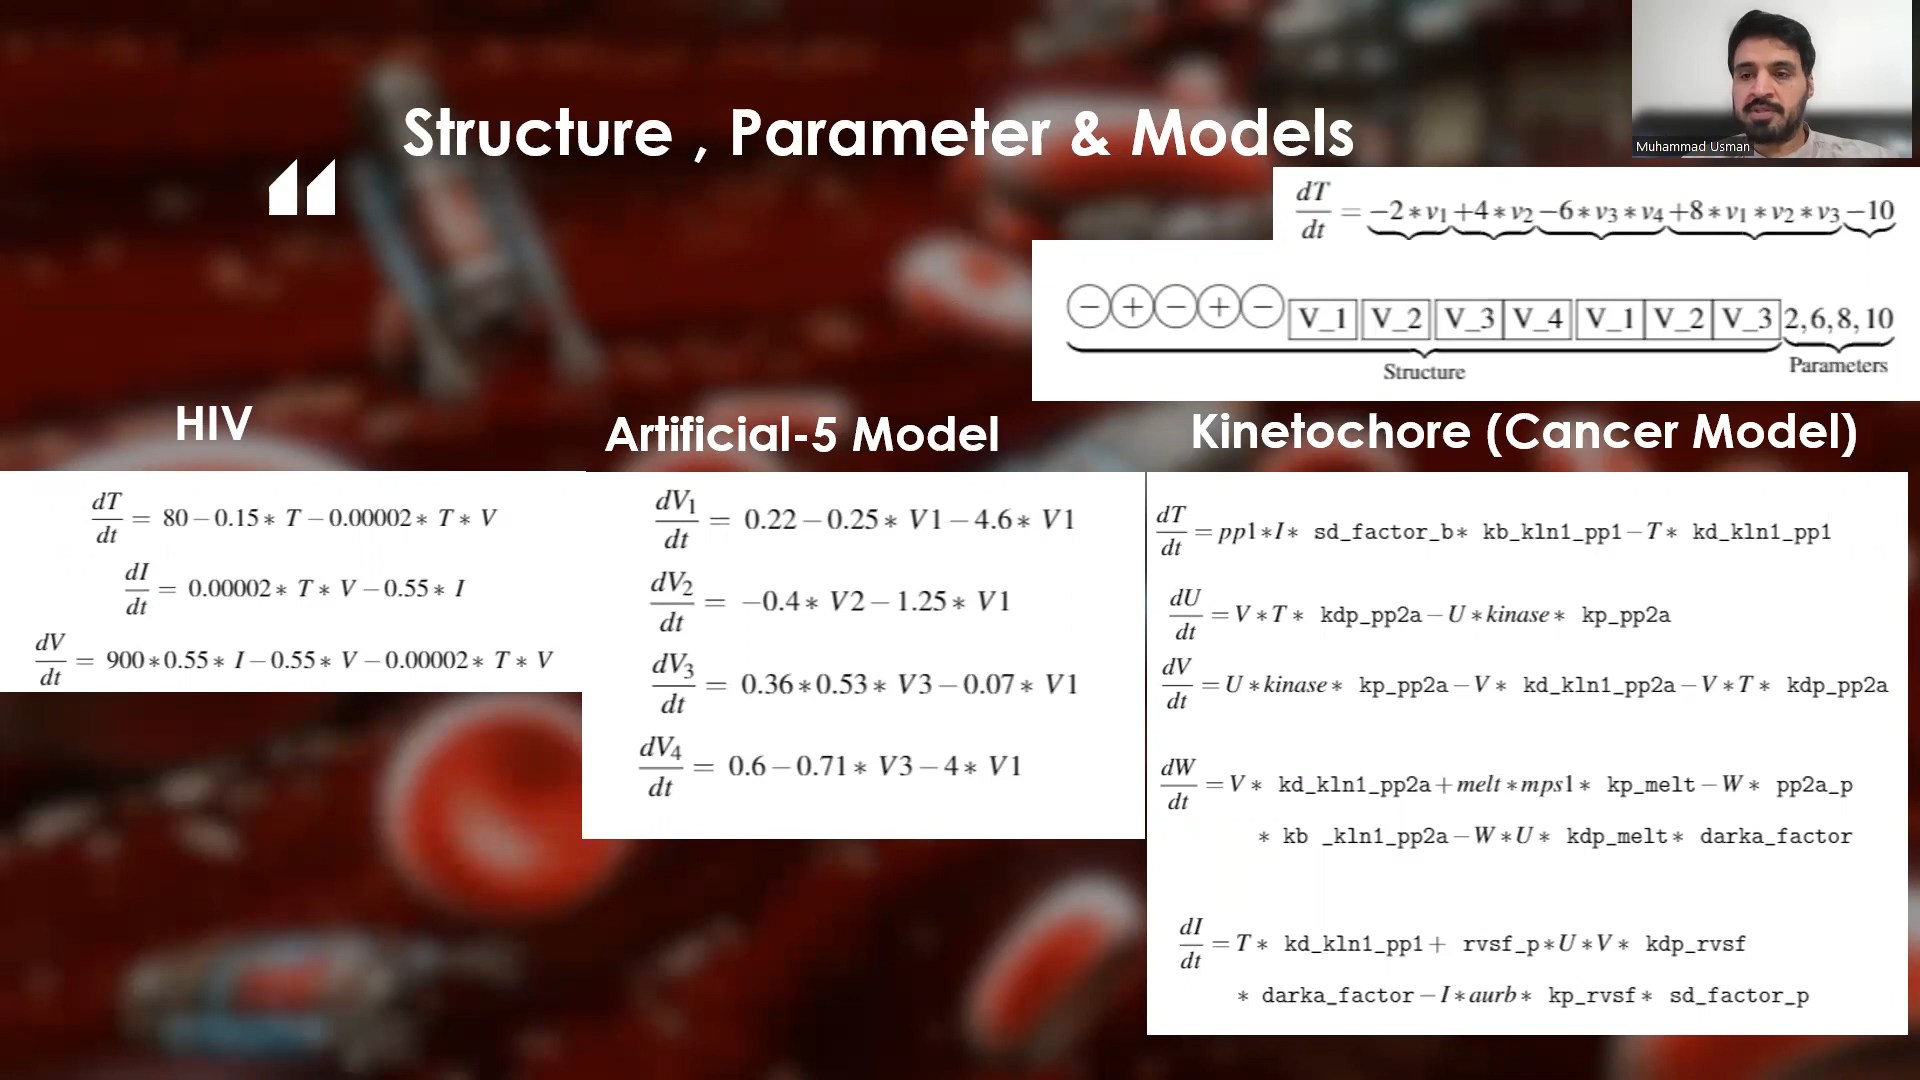 Structure , Parameter & Models
“
Muhammad Usman
dT/dt = −2∗v₁+4∗v₂−6∗v₃∗v₄+8∗v₁∗v₂∗v₃−10
− + − + − V_1 V_2 V_3 V_4 V_1 V_2 V_3 2,6,8,10
Structure Parameters
HIV
dT/dt = 80−0.15∗ T−0.00002∗ T∗ V
dI/dt = 0.00002∗ T∗ V−0.55∗ I
dV/dt = 900∗0.55∗ I−0.55∗ V−0.00002∗ T∗ V
Artificial-5 Model
dV₁/dt = 0.22−0.25∗ V1−4.6∗ V1
dV₂/dt = −0.4∗ V2−1.25∗ V1
dV₃/dt = 0.36∗0.53∗ V3−0.07∗ V1
dV₄/dt = 0.6−0.71∗ V3−4∗ V1
Kinetochore (Cancer Model)
dT/dt = pp1∗I∗ sd_factor_b∗ kb_kln1_pp1−T∗ kd_kln1_pp1
dU/dt = V∗T∗ kdp_pp2a−U∗kinase∗ kp_pp2a
dV/dt = U∗kinase∗ kp_pp2a−V∗ kd_kln1_pp2a−V∗T∗ kdp_pp2a
dW/dt = V∗ kd_kln1_pp2a+melt∗mps1∗ kp_melt−W∗ pp2a_p
∗ kb _kln1_pp2a−W∗U∗ kdp_melt∗ darka_factor
dI/dt = T∗ kd_kln1_pp1+ rvsf_p∗U∗V∗ kdp_rvsf
∗ darka_factor−I∗aurb∗ kp_rvsf∗ sd_factor_p